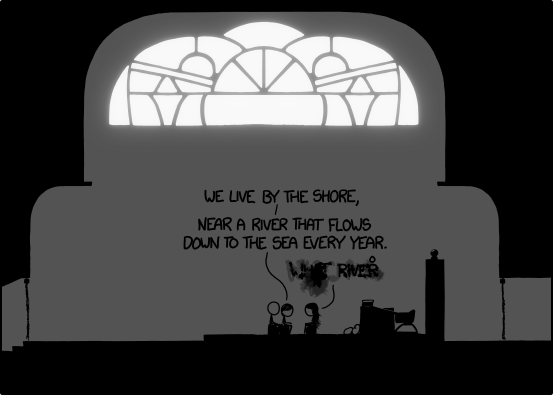 WE LIVE BY THE SHORE,
NEAR A RIVER THAT FLOWS
DOWN TO THE SEA EVERY YEAR.
RIVER